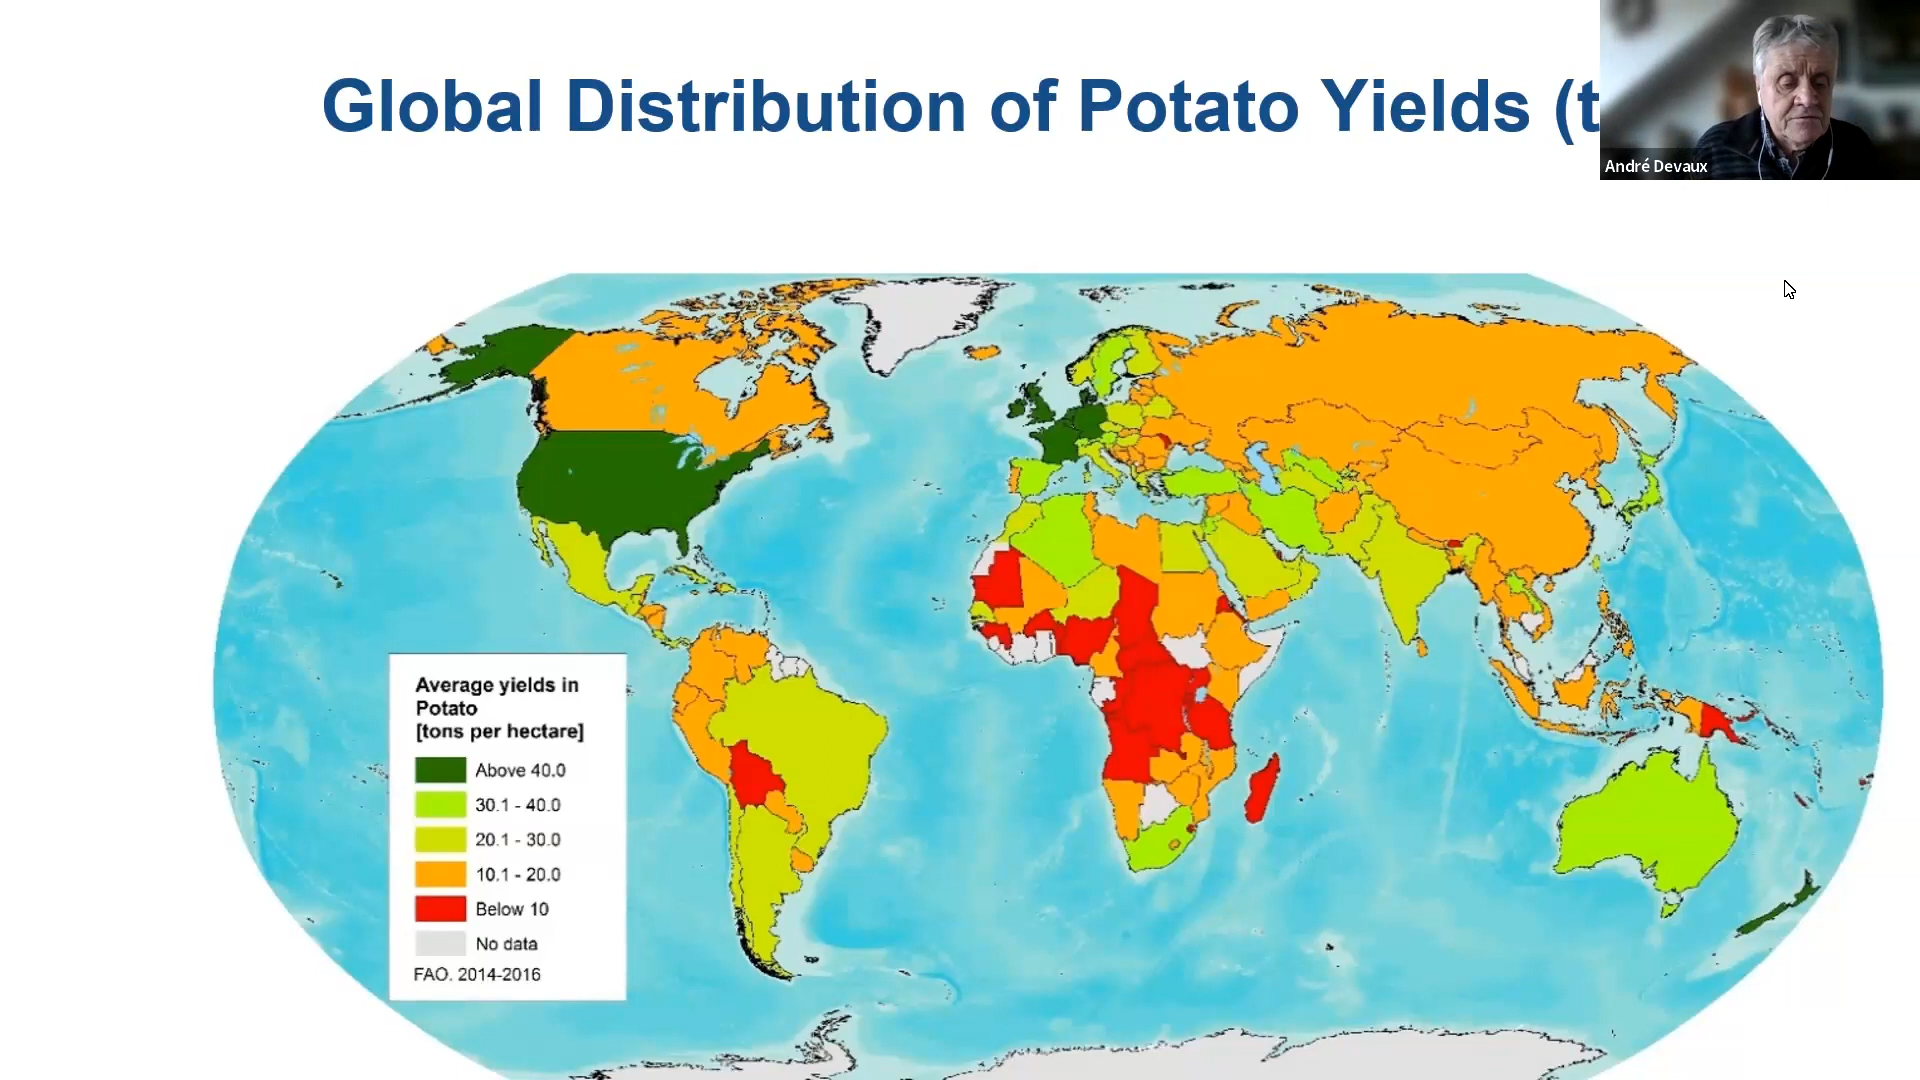 Global Distribution of Potato Yields (t
André Devaux
Average yields in
Potato
[tons per hectare]
Above 40.0
30.1 - 40.0
20.1 - 30.0
10.1 - 20.0
Below 10
No data
FAO. 2014-2016